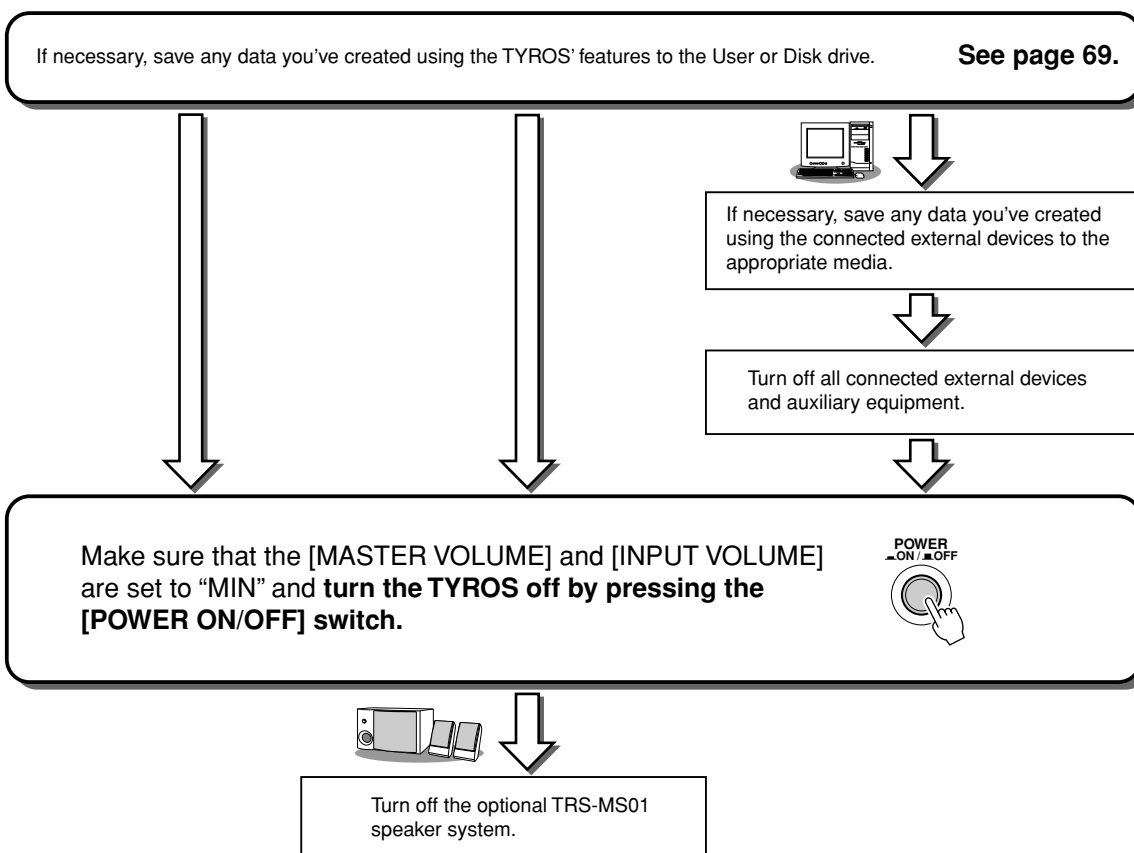 If necessary, save any data you've created using the TYROS' features to the User or Disk drive. See page 69.
If necessary, save any data you've created
using the connected external devices to the
appropriate media.
Turn off all connected external devices
and auxiliary equipment.
Make sure that the [MASTER VOLUME] and [INPUT VOLUME]
are set to “MIN” and turn the TYROS off by pressing the
[POWER ON/OFF] switch.
POWER
ON / OFF
Turn off the optional TRS-MS01
speaker system.